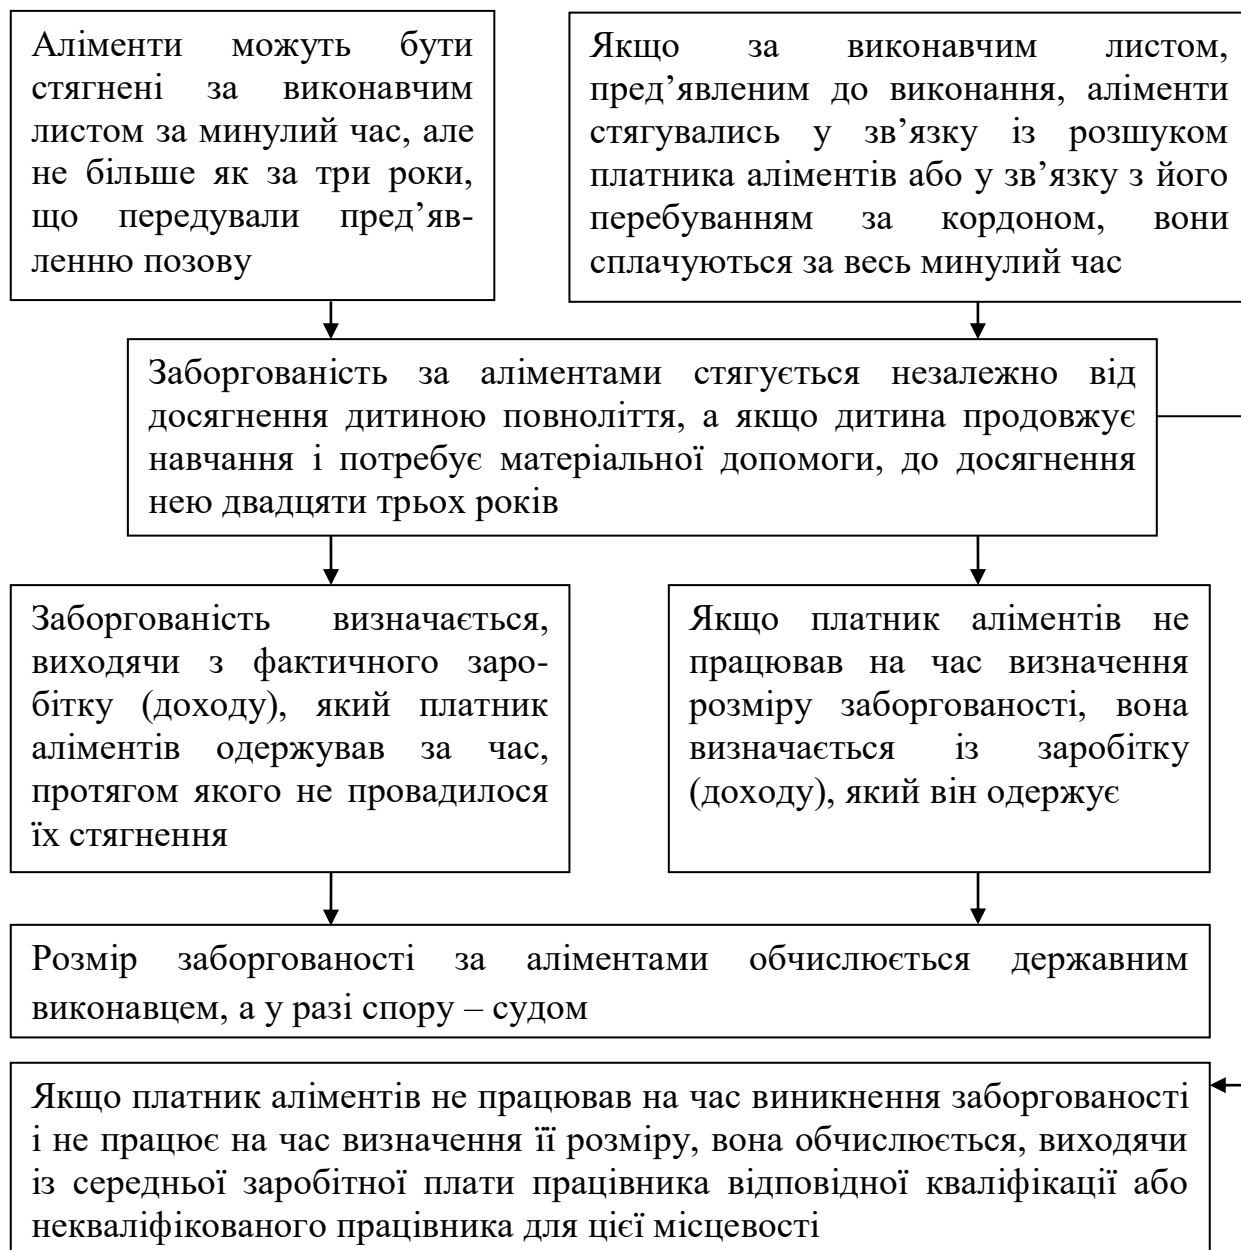 Аліменти можуть бути
стягнені за виконавчим
листом за минулий час, але
не більше як за три роки,
що передували пред’яв-
ленню позову
Якщо за виконавчим листом,
пред’явленим до виконання, аліменти
стягувались у зв’язку із розшуком
платника аліментів або у зв’язку з його
перебуванням за кордоном, вони
сплачуються за весь минулий час
Заборгованість за аліментами стягується незалежно від
досягнення дитиною повноліття, а якщо дитина продовжує
навчання і потребує матеріальної допомоги, до досягнення
нею двадцяти трьох років
Заборгованість визначається,
виходячи з фактичного заро-
бітку (доходу), який платник
аліментів одержував за час,
протягом якого не провадилося
їх стягнення
Якщо платник аліментів не
працював на час визначення
розміру заборгованості, вона
визначається із заробітку
(доходу), який він одержує
Розмір заборгованості за аліментами обчислюється державним
виконавцем, а у разі спору – судом
Якщо платник аліментів не працював на час виникнення заборгованості
і не працює на час визначення її розміру, вона обчислюється, виходячи
із середньої заробітної плати працівника відповідної кваліфікації або
некваліфікованого працівника для цієї місцевості